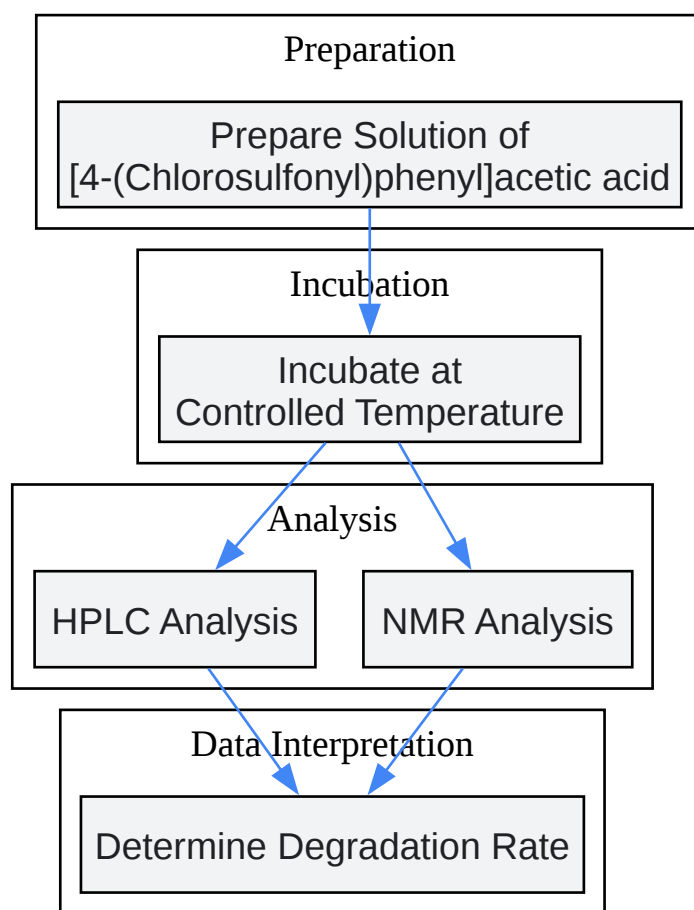 Preparation
Prepare Solution of
[4-(Chlorosulfonyl)phenyl]acetic acid
Incubation
Incubate at
Controlled Temperature
Analysis
HPLC Analysis
NMR Analysis
Data Interpretation
Determine Degradation Rate